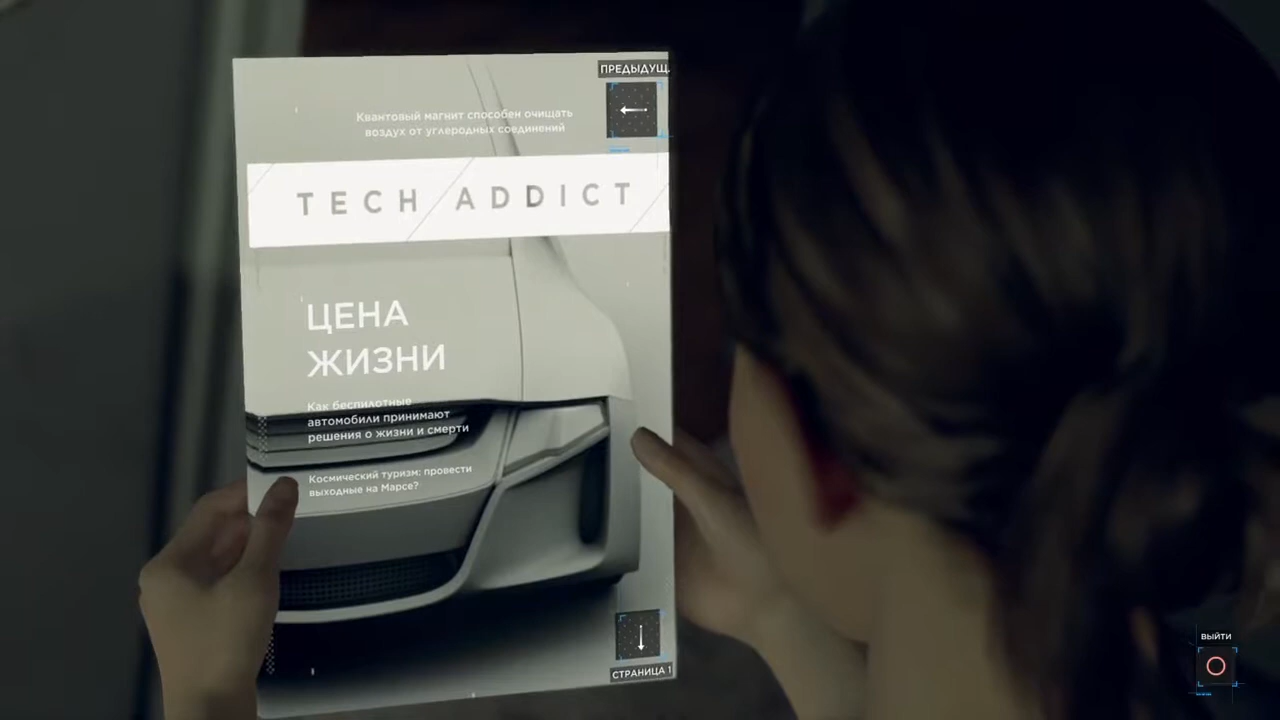 ПРЕДЫДУЩ.
Квантовый магнит способен очищать
воздух от углеродных соединений
TECH ADDICT
ЦЕНА
ЖИЗНИ
Как беспилотные
автомобили принимают
решения о жизни и смерти
Космический туризм: провести
выходные на Марсе?
СТРАНИЦА 1
ВЫЙТИ